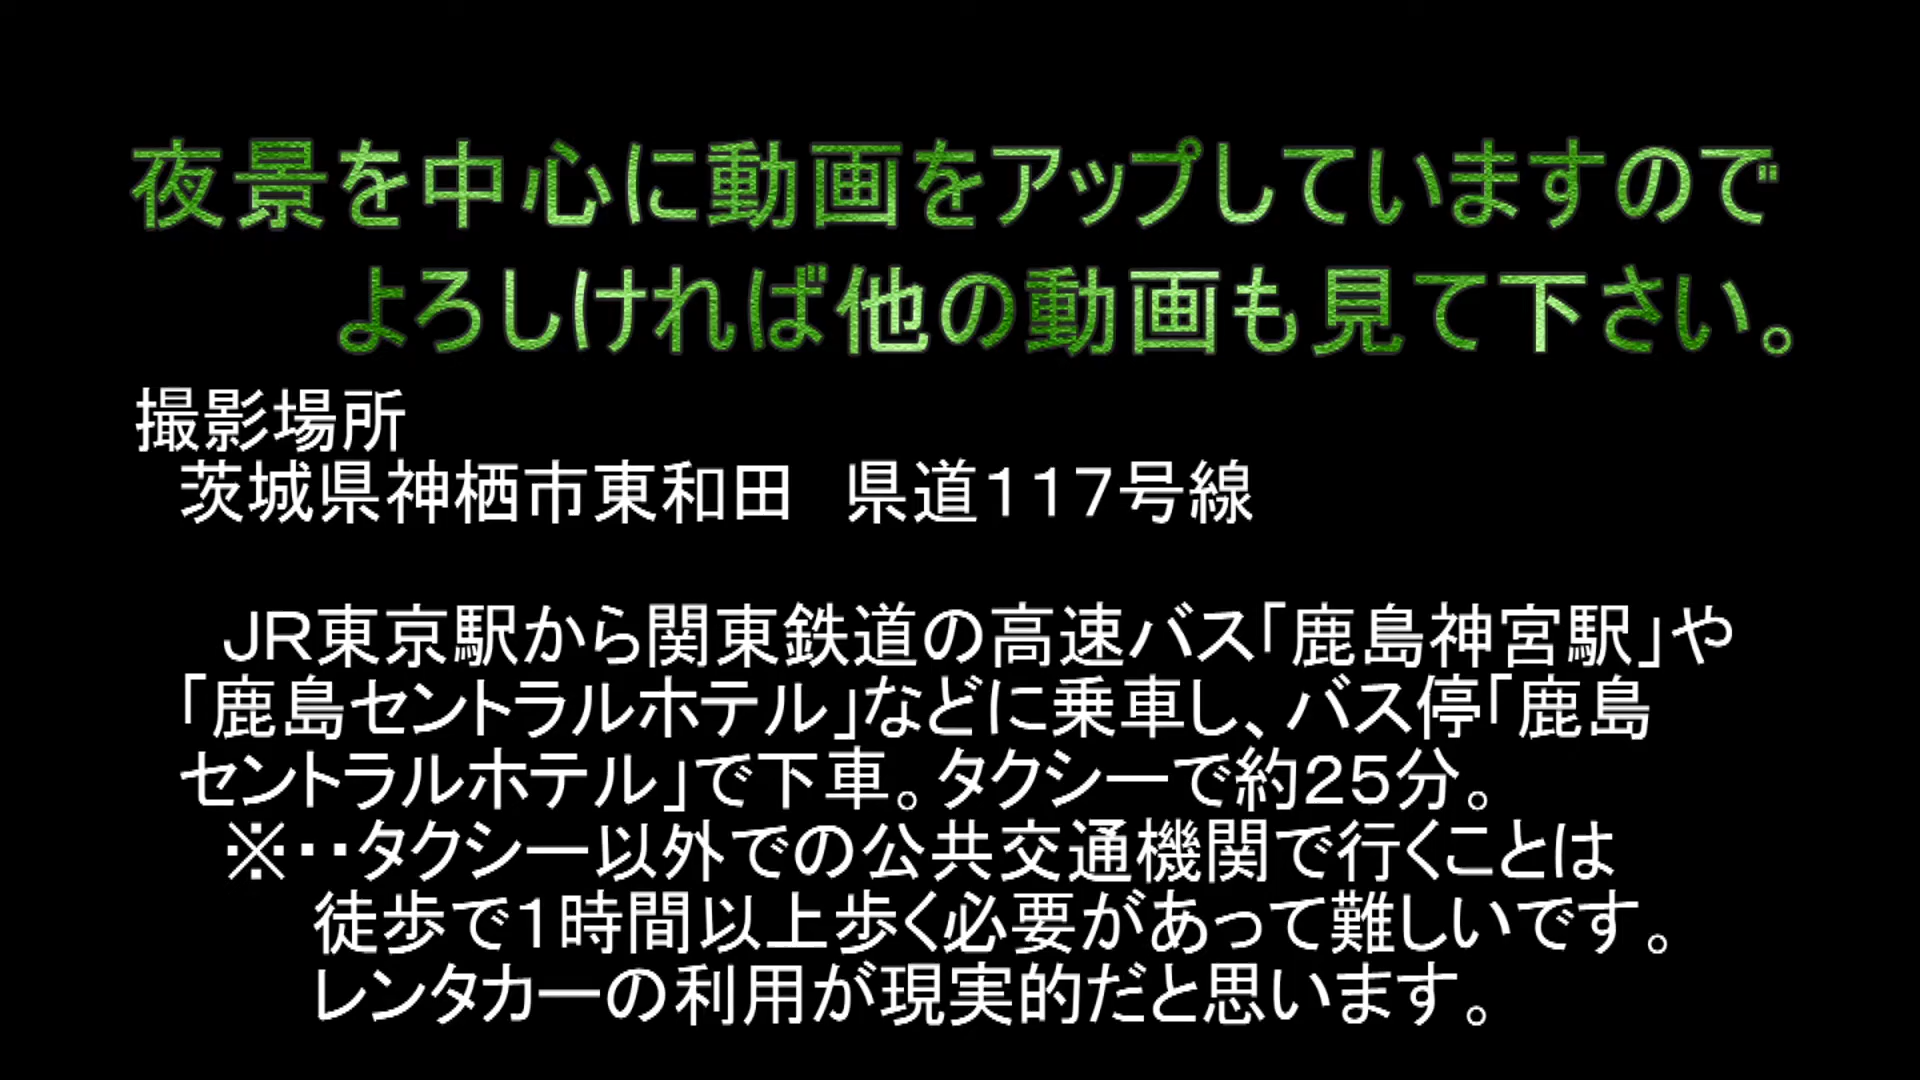 夜景を中心に動画をアップしていますので
よろしければ他の動画も見て下さい。
撮影場所
茨城県神栖市東和田　県道117号線
JR東京駅から関東鉄道の高速バス「鹿島神宮駅」や
「鹿島セントラルホテル」などに乗車し、バス停「鹿島
セントラルホテル」で下車。タクシーで約25分。
※・・タクシー以外での公共交通機関で行くことは
徒歩で1時間以上歩く必要があって難しいです。
レンタカーの利用が現実的だと思います。